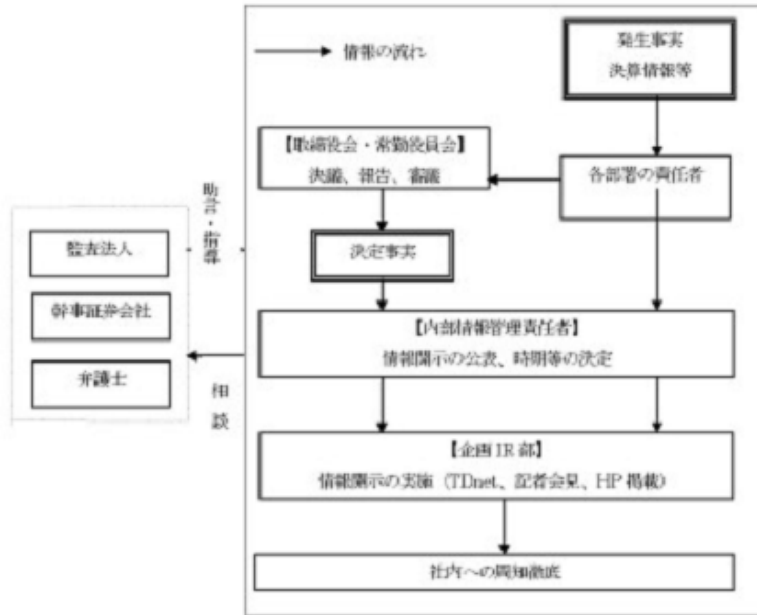 情報の流れ
発生事実
決算情報等
【取締役会・常勤役員会】
決議、報告、審議
各部署の責任者
助言・指導
監査法人
決定事実
幹事証券会社
【内部情報管理責任者】
情報開示の公表、時期等の決定
弁護士
相談
【企画IR部】
情報開示の実施（TDnet、記者会見、HP掲載）
社内への周知徹底